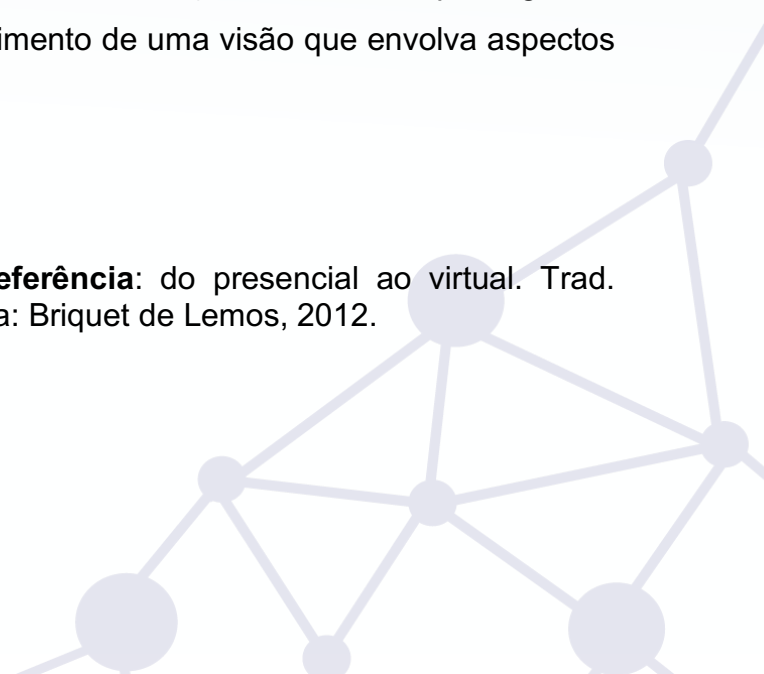 imento de uma visão que envolva aspectos
eferência: do presencial ao virtual. Trad.
a: Briquet de Lemos, 2012.